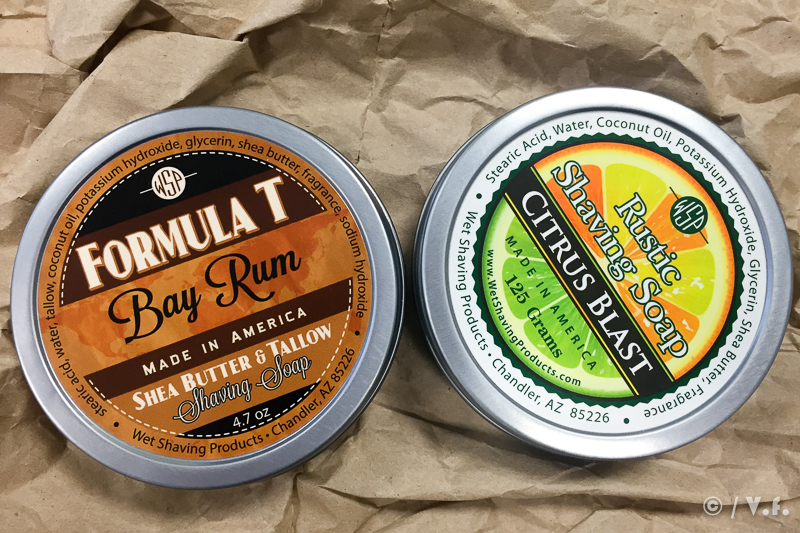 stearic acid, water, tallow, coconut oil, potassium hydroxide, glycerin, shea butter, fragrance, sodium hydroxide
WSP
FORMULA T
Bay Rum
MADE IN AMERICA
SHEA BUTTER & TALLOW
Shaving Soap
4.7 oz
• Wet Shaving Products • Chandler, AZ 85226 •
• Stearic Acid, Water, Coconut Oil, Potassium Hydroxide, Glycerin, Shea Butter, Fragrance •
WSP
Rustic
Shaving Soap
CITRUS BLAST
MADE IN AMERICA
125 Grams
www.WetShavingProducts.com
Wet Shaving Products • Chandler, AZ 85226
© / V.f.